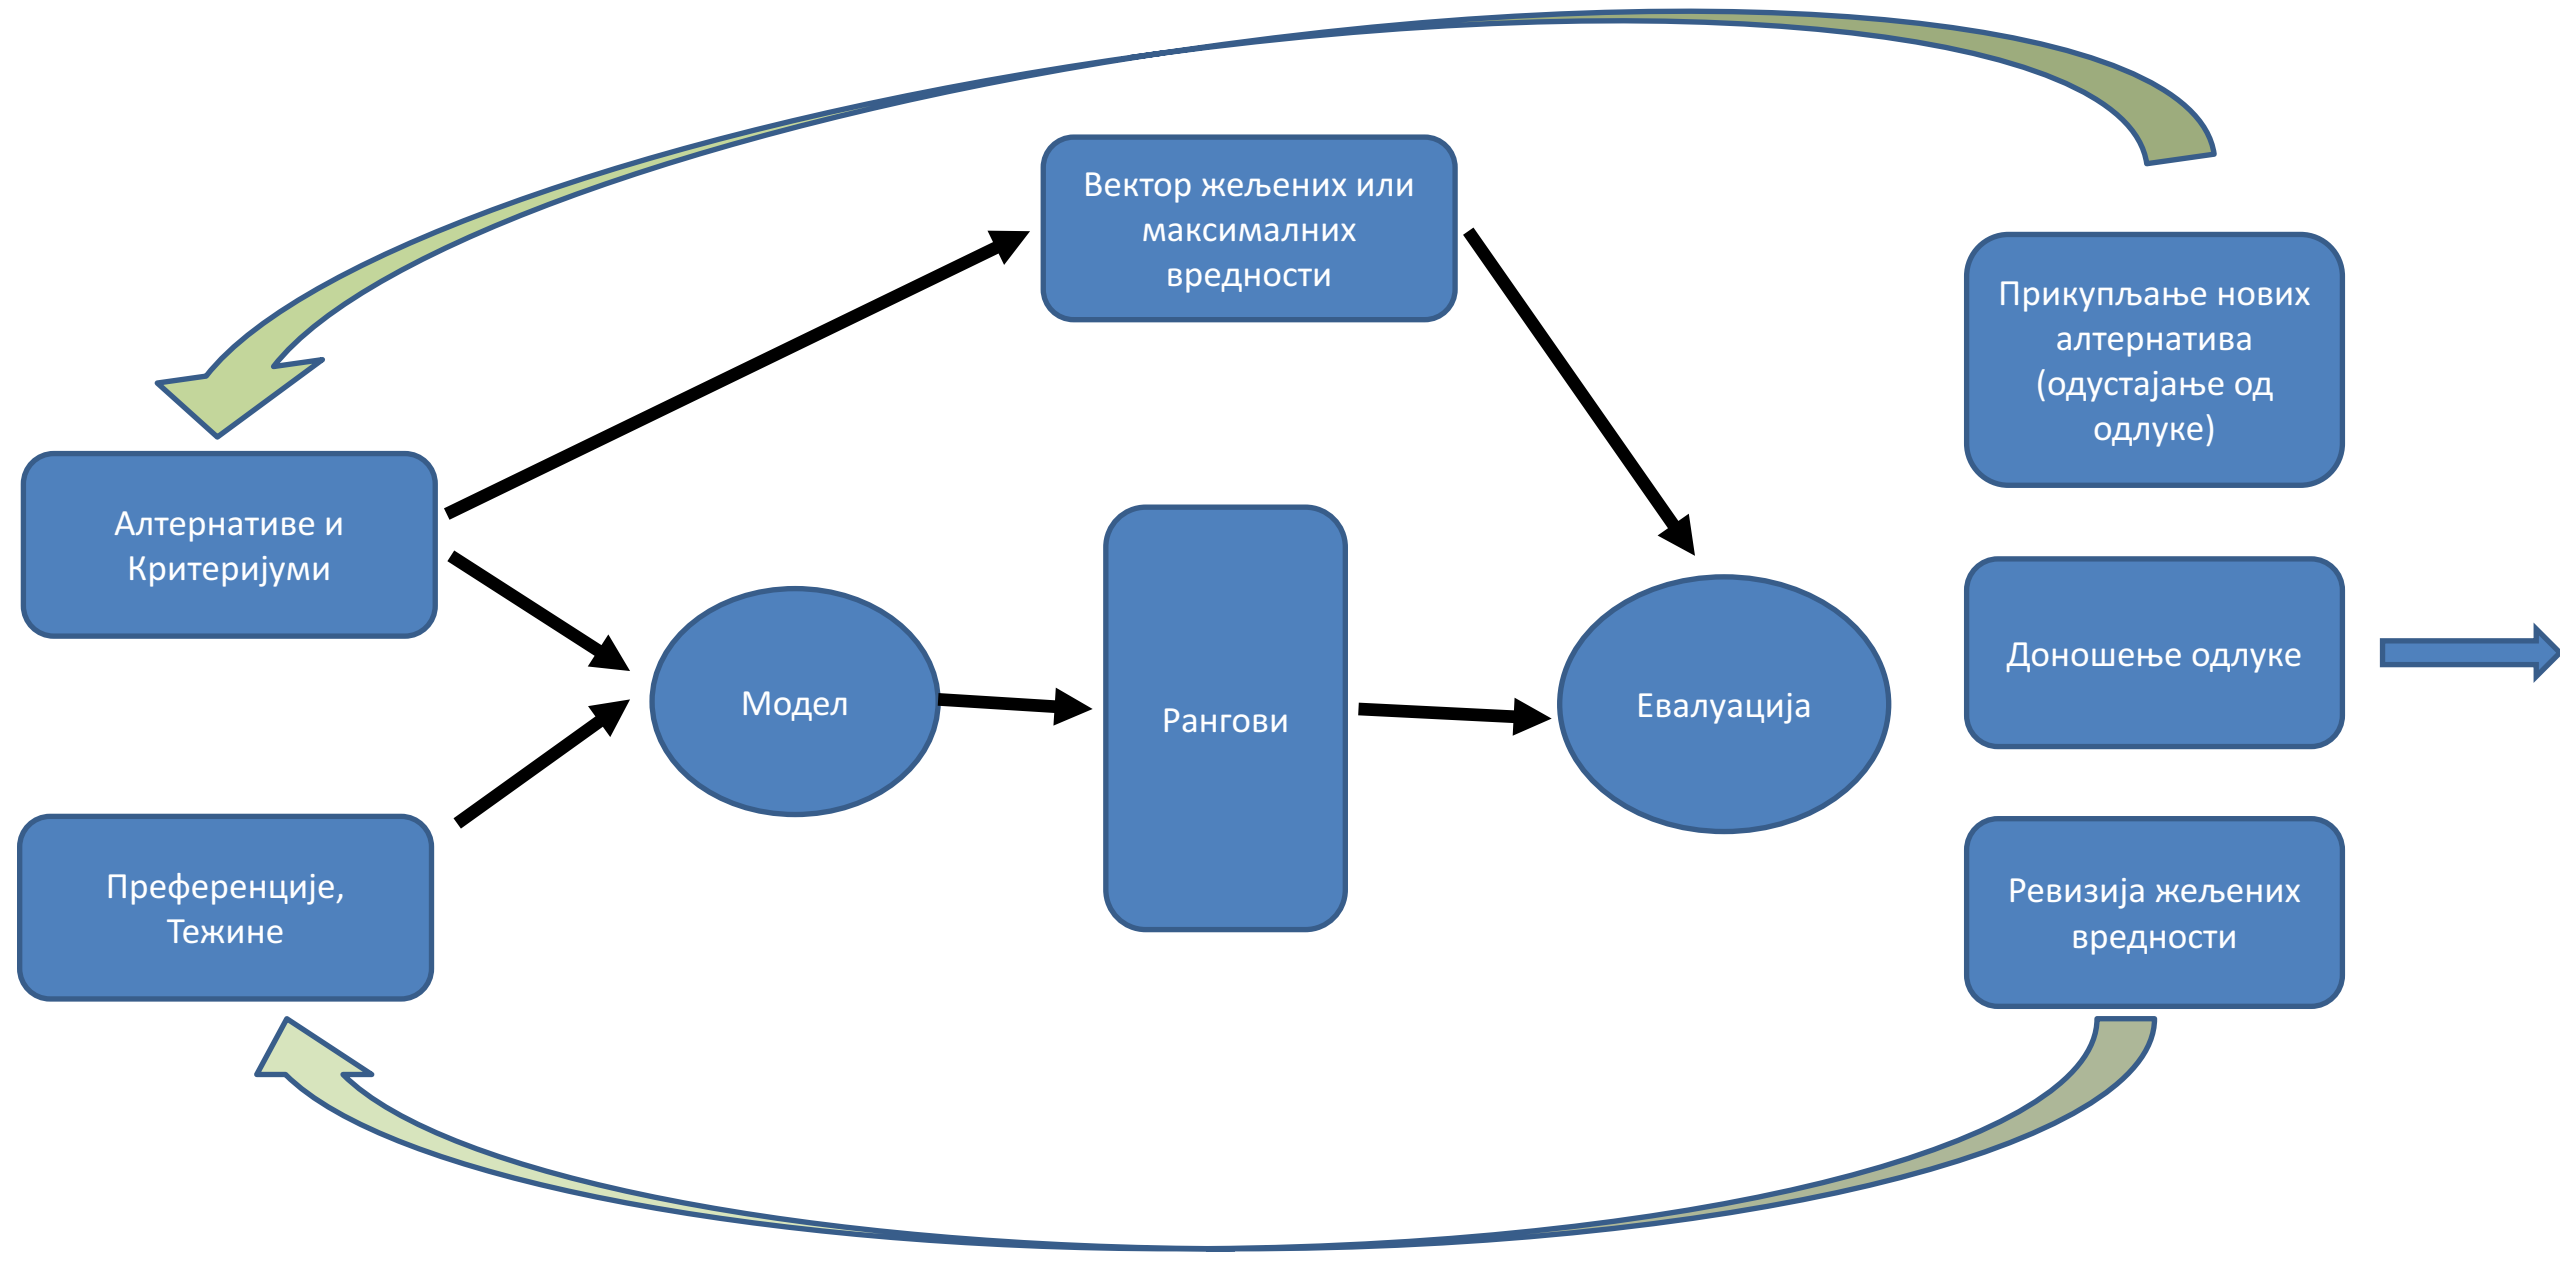 Вектор жељених или
максималних
вредности
Прикупљање нових
алтернатива
(одустајање од
одлуке)
Алтернативе и
Критеријуми
Модел
Рангови
Евалуација
Доношење одлуке
Преференције,
Тежине
Ревизија жељених
вредности